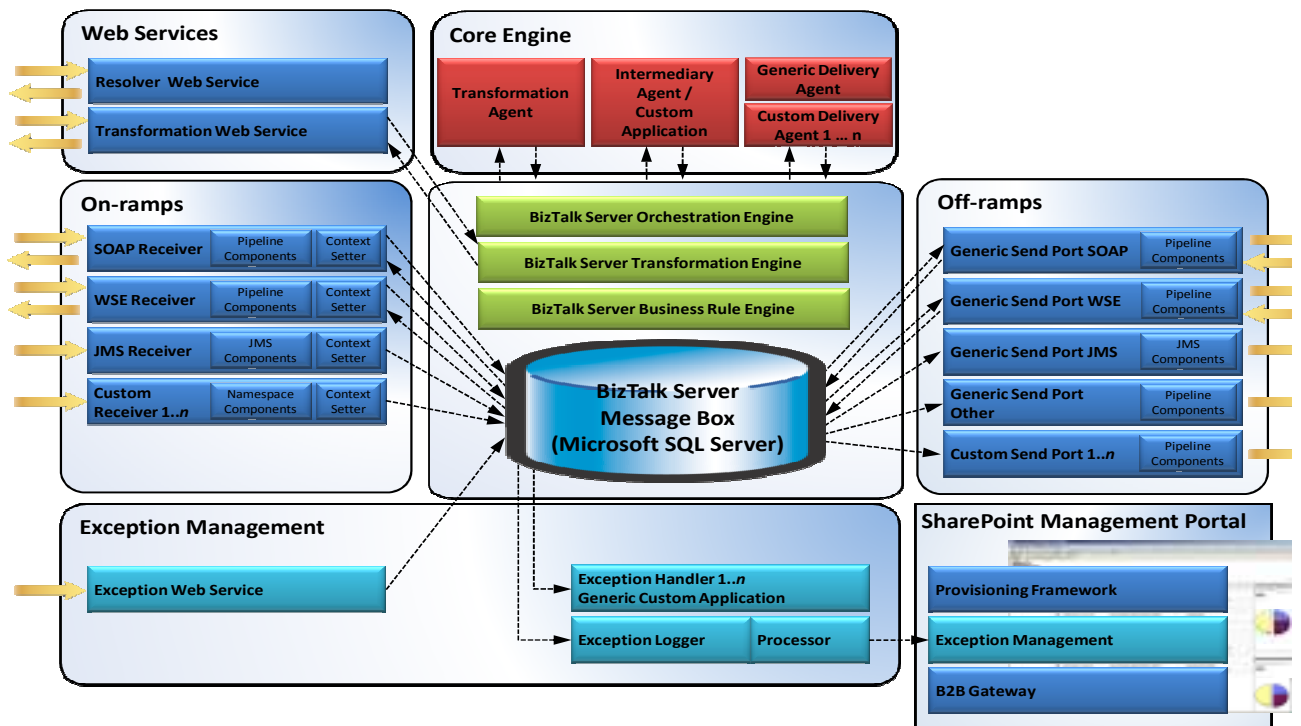 Web Services
Resolver Web Service
Transformation Web Service
Core Engine
Transformation
Agent
Intermediary
Agent /
Custom
Application
Generic Delivery
Agent
Custom Delivery
Agent 1 ... n
On-ramps
SOAP Receiver
Pipeline
Components
Context
Setter
WSE Receiver
Pipeline
Components
Context
Setter
JMS Receiver
JMS
Components
Context
Setter
Custom
Receiver 1..n
Namespace
Components
Context
Setter
BizTalk Server Orchestration Engine
BizTalk Server Transformation Engine
BizTalk Server Business Rule Engine
BizTalk Server
Message Box
(Microsoft SQL Server)
Off-ramps
Generic Send Port SOAP
Pipeline
Components
Generic Send Port WSE
Pipeline
Components
Generic Send Port JMS
JMS
Components
Generic Send Port
Other
Pipeline
Components
Custom Send Port 1..n
Pipeline
Components
Exception Management
Exception Web Service
Exception Handler 1..n
Generic Custom Application
Exception Logger
Processor
SharePoint Management Portal
Provisioning Framework
Exception Management
B2B Gateway